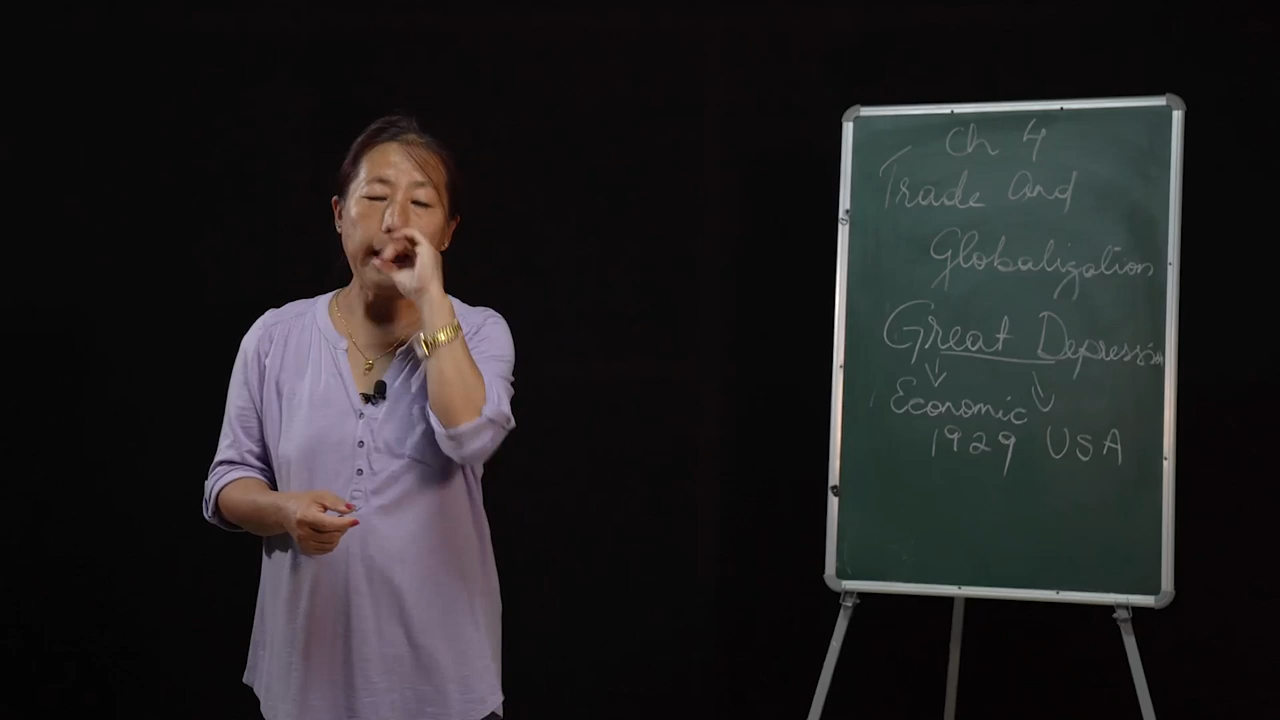 Ch 4
Trade and
Globalization
Great Depression
Economic
1929 USA